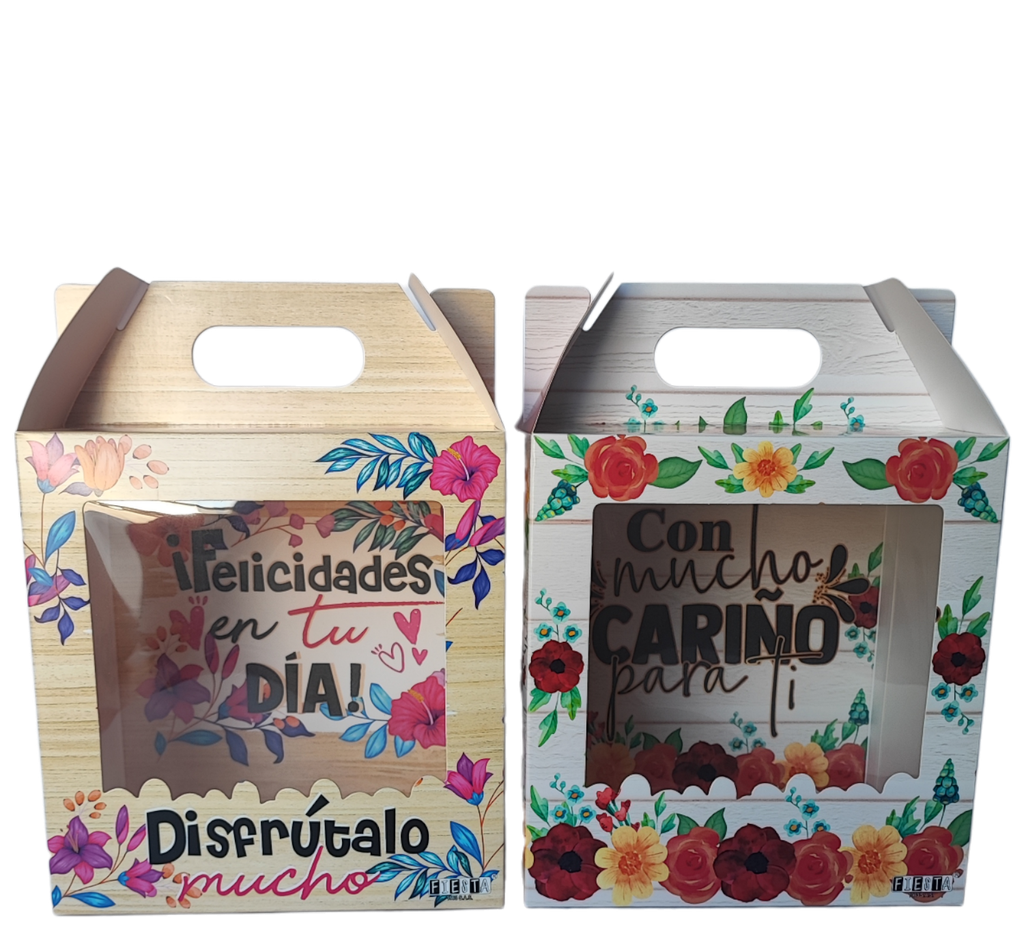 ¡Felicidades
en tu
DÍA!
Disfrútalo
mucho
FIESTA
Con
mucho
CARIÑO
para Ti
FIESTA